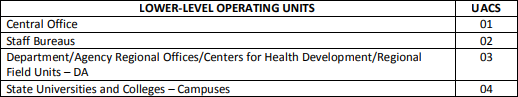 LOWER-LEVEL OPERATING UNITS UACS
Central Office 01
Staff Bureaus 02
Department/Agency Regional Offices/Centers for Health Development/Regional 03
Field Units – DA
State Universities and Colleges – Campuses 04